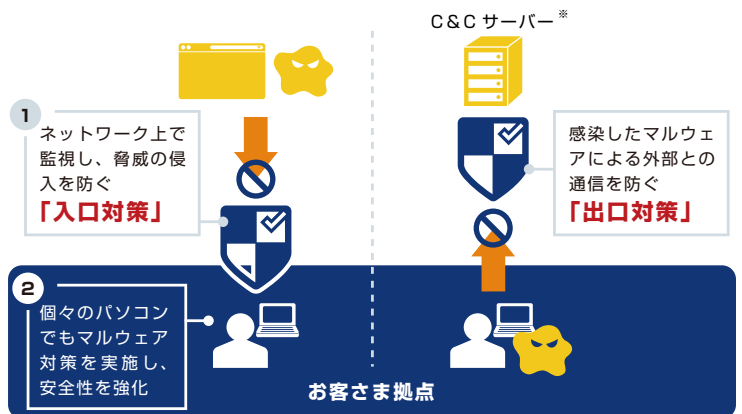 C&Cサーバー※
1
ネットワーク上で
監視し、脅威の侵
入を防ぐ
「入口対策」
感染したマルウェ
アによる外部との
通信を防ぐ
「出口対策」
2
個々のパソコン
でもマルウェア
対策を実施し、
安全性を強化
お客さま拠点